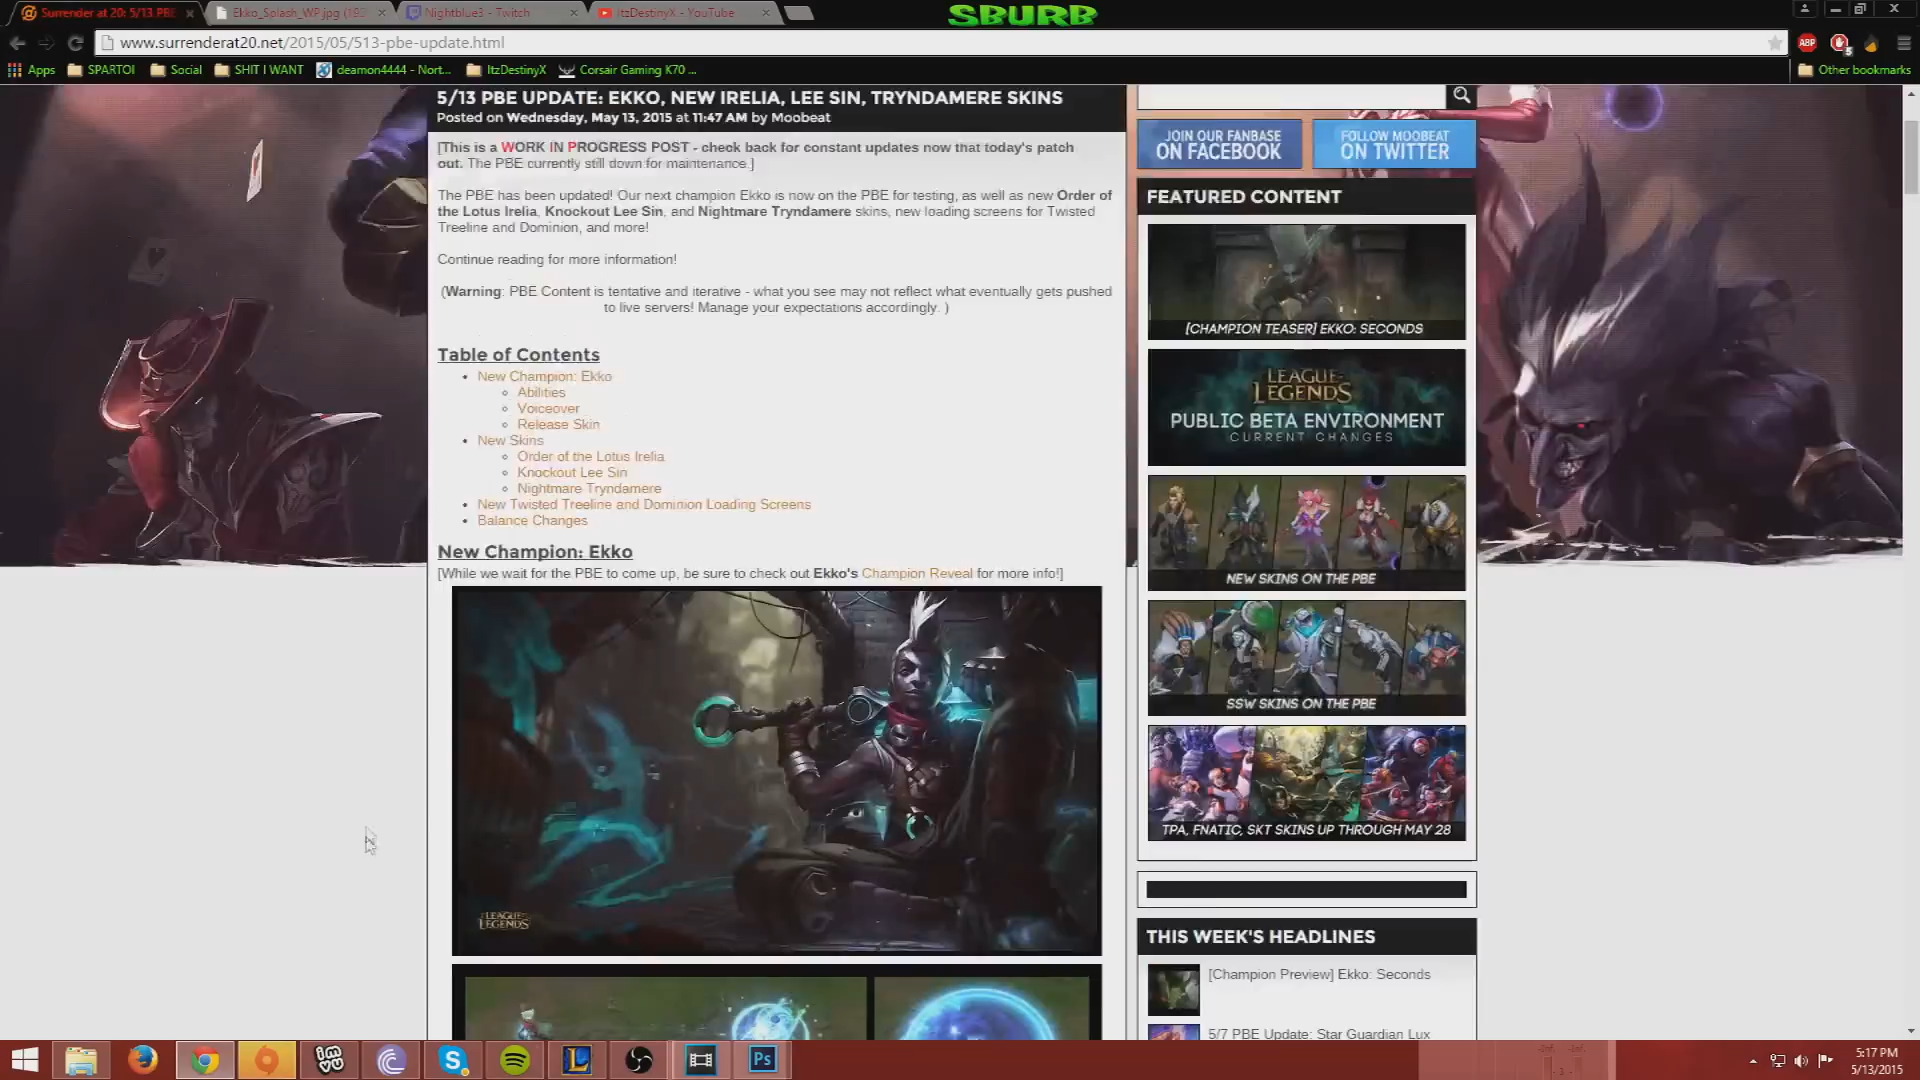 Surrender at 20: 5/13 PBE
Ekko_Splash_WP.jpg (192
Nightblue3 - Twitch
ItzDestinyX - YouTube
SBURB
www.surrenderat20.net/2015/05/513-pbe-update.html
ABP
5
Apps
SPARTOI
Social
SHIT I WANT
deamon4444 - Nort...
ItzDestinyX
Corsair Gaming K70 ...
Other bookmarks
5/13 PBE UPDATE: EKKO, NEW IRELIA, LEE SIN, TRYNDAMERE SKINS
Posted on Wednesday, May 13, 2015 at 11:47 AM by Moobeat
[This is a WORK IN PROGRESS POST - check back for constant updates now that today's patch
out. The PBE currently still down for maintenance.]
The PBE has been updated! Our next champion Ekko is now on the PBE for testing, as well as new Order of
the Lotus Irelia, Knockout Lee Sin, and Nightmare Tryndamere skins, new loading screens for Twisted
Treeline and Dominion, and more!
Continue reading for more information!
(Warning: PBE Content is tentative and iterative - what you see may not reflect what eventually gets pushed
to live servers! Manage your expectations accordingly. )
Table of Contents
New Champion: Ekko
Abilities
Voiceover
Release Skin
New Skins
Order of the Lotus Irelia
Knockout Lee Sin
Nightmare Tryndamere
New Twisted Treeline and Dominion Loading Screens
Balance Changes
New Champion: Ekko
[While we wait for the PBE to come up, be sure to check out Ekko's Champion Reveal for more info!]
LEAGUE of LEGENDS
JOIN OUR FANBASE
ON FACEBOOK
FOLLOW MOOBEAT
ON TWITTER
FEATURED CONTENT
[CHAMPION TEASER] EKKO: SECONDS
LEAGUE OF
LEGENDS
PUBLIC BETA ENVIRONMENT
CURRENT CHANGES
NEW SKINS ON THE PBE
SSW SKINS ON THE PBE
TPA, FNATIC, SKT SKINS UP THROUGH MAY 28
THIS WEEK'S HEADLINES
[Champion Preview] Ekko: Seconds
5/7 PBE Update: Star Guardian Lux
imvu
S
L
Ps
5:17 PM
5/13/2015